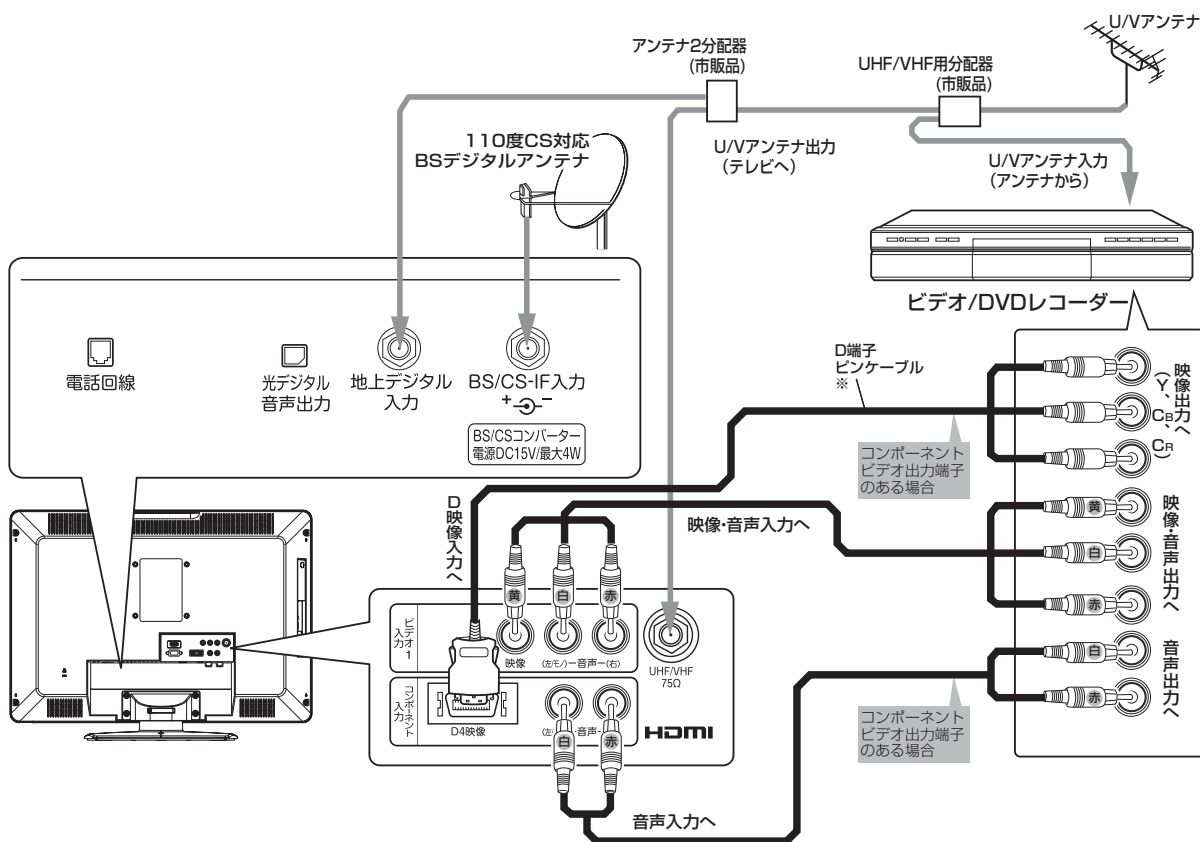 U/Vアンテナ
アンテナ2分配器
(市販品)
UHF/VHF用分配器
(市販品)
110度CS対応
BSデジタルアンテナ
U/Vアンテナ出力
(テレビへ)
U/Vアンテナ入力
(アンテナから)
ビデオ/DVDレコーダー
電話回線
光デジタル
音声出力
地上デジタル
入力
BS/CS-IF入力
+ -
BS/CSコンバーター
電源DC15V/最大4W
D端子
ピンケーブル
※
コンポーネント
ビデオ出力端子
のある場合
映像出力へ
(Y、CB、CR)
D映像入力へ
映像・音声入力へ
黄
白
赤
映像・音声出力へ
黄 白 赤
ビデオ1
入力
映像
(左/モノ)ー音声ー(右)
UHF/VHF
75Ω
コンポーネント
入力
D4映像
(左/
音声
HDMI
白 赤
白
赤
音声出力へ
コンポーネント
ビデオ出力端子
のある場合
音声入力へ